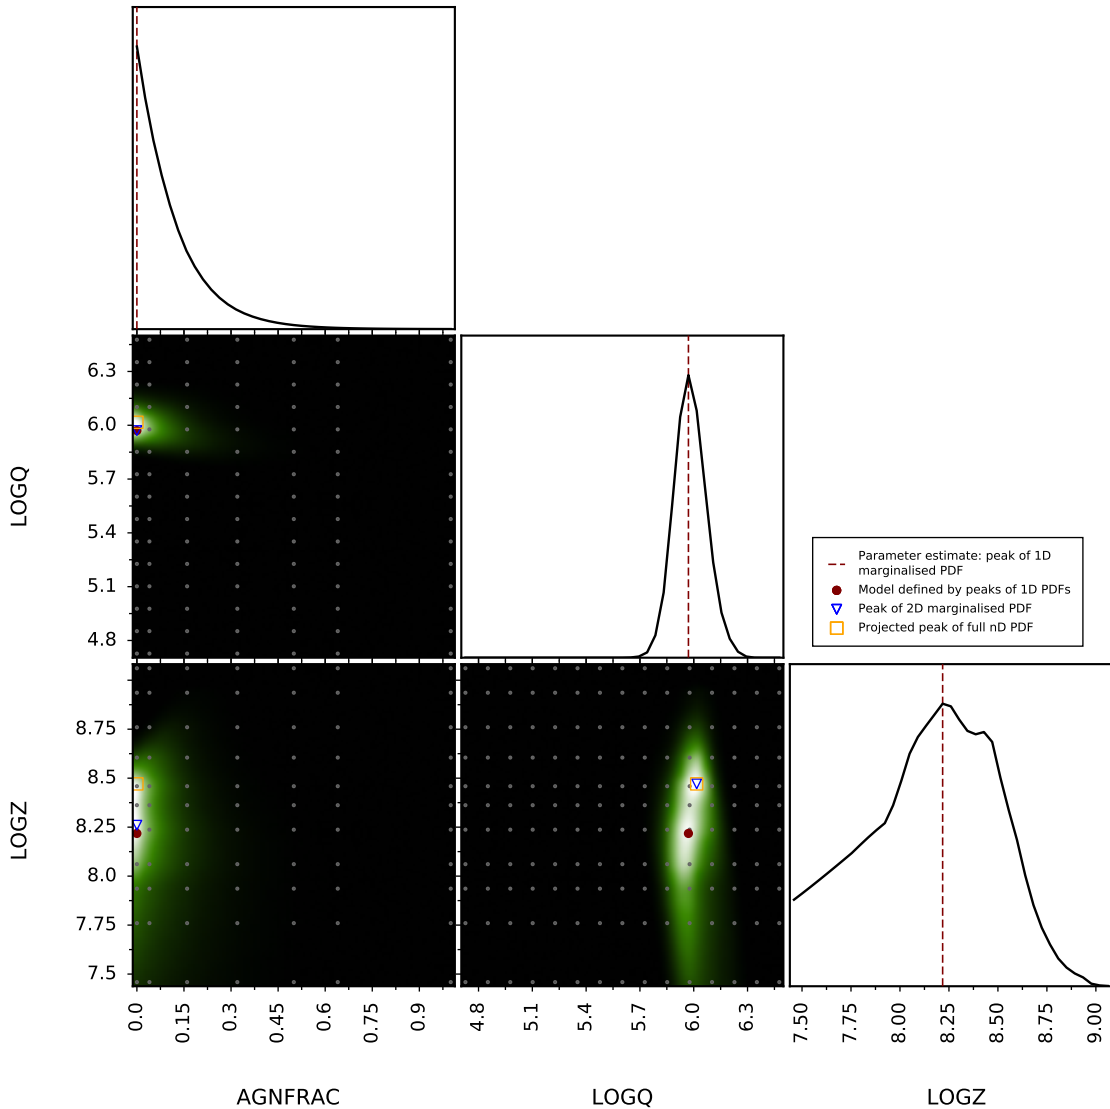 6.3
6.0
5.7
5.4
5.1
4.8
LOGQ
Parameter estimate: peak of 1D
marginalised PDF
Model defined by peaks of 1D PDFs
Peak of 2D marginalised PDF
Projected peak of full nD PDF
8.75
8.5
8.25
8.0
7.75
7.5
LOGZ
0.0 0.15 0.3 0.45 0.6 0.75 0.9
4.8 5.1 5.4 5.7 6.0 6.3
7.50 7.75 8.00 8.25 8.50 8.75 9.00
AGNFRAC LOGQ LOGZ